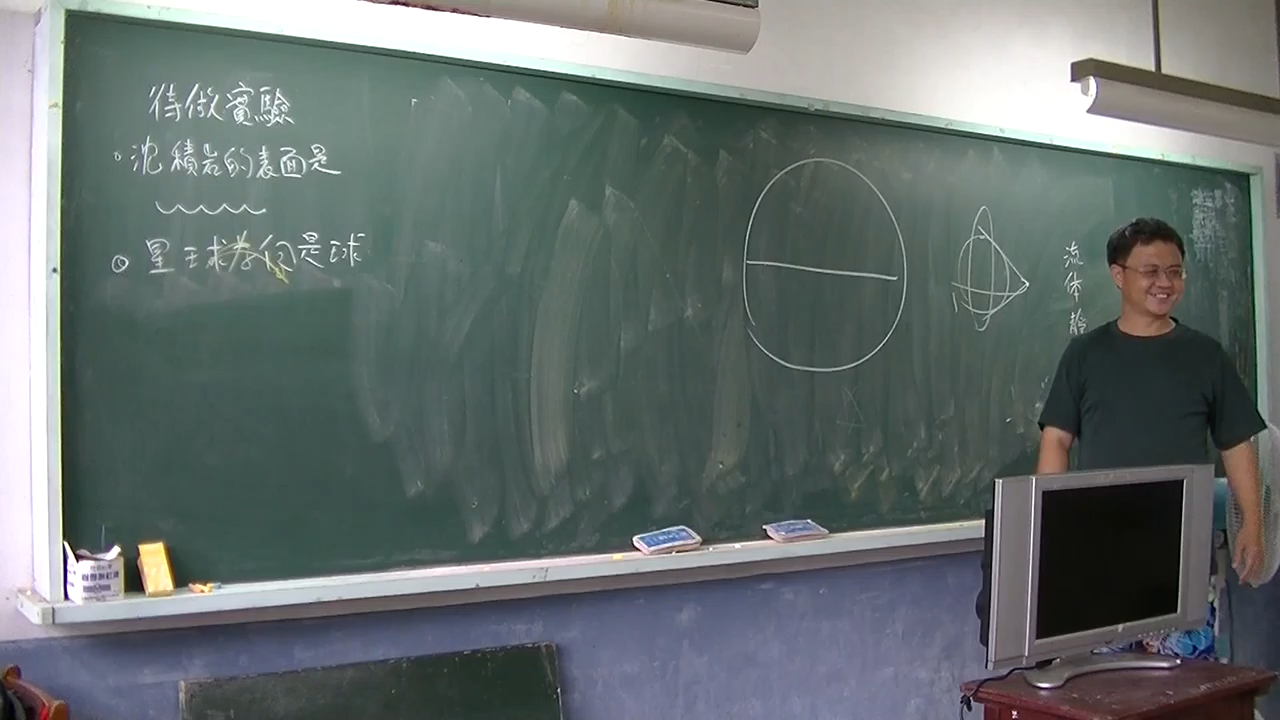 待做實驗
。沈積岩的表面是
星球為何是球
流体靜